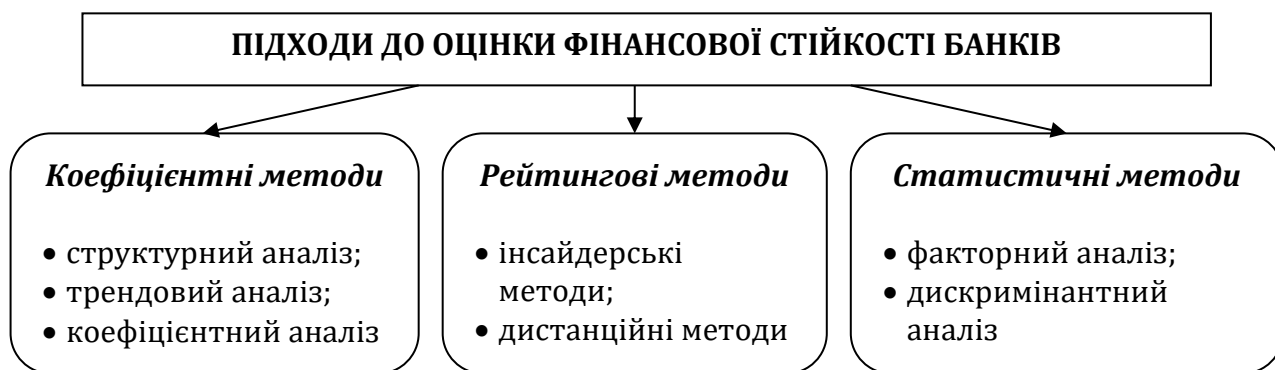 ПІДХОДИ ДО ОЦІНКИ ФІНАНСОВОЇ СТІЙКОСТІ БАНКІВ
Коефіцієнтні методи
• структурний аналіз;
• трендовий аналіз;
• коефіцієнтний аналіз
Рейтингові методи
• інсайдерські
методи;
• дистанційні методи
Статистичні методи
• факторний аналіз;
• дискримінантний
аналіз